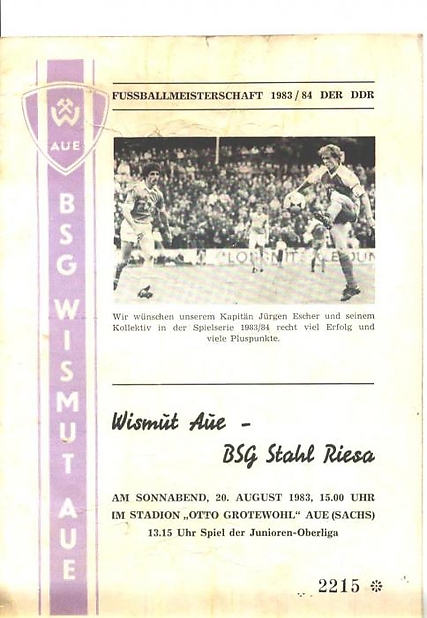 FUSSBALLMEISTERSCHAFT 1983/84 DER DDR
W
AUE
BSG WISMUT AUE
Wir wünschen unserem Kapitän Jürgen Escher und seinem
Kollektiv in der Spielserie 1983/84 recht viel Erfolg und
viele Pluspunkte.
Wismut Aue –
BSG Stahl Riesa
AM SONNABEND, 20. AUGUST 1983, 15.00 UHR
IM STADION „OTTO GROTEWOHL“ AUE (SACHS)
13.15 Uhr Spiel der Junioren-Oberliga
2215 ✻